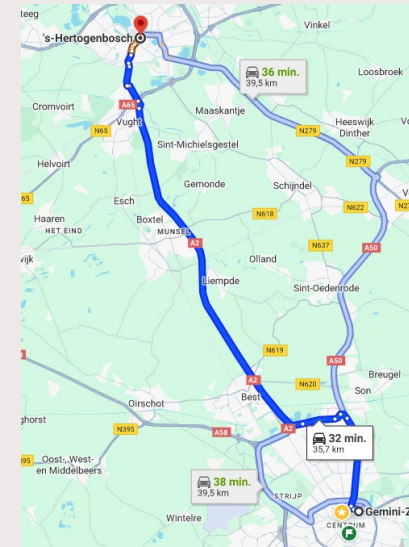 Vinkel
's-Hertogenbosch
36 min.
39,5 km
Loosbroek
Cromvoirt
A65
Maaskantje
Vught
N65
N279
Heeswijk
Dinther
Sint-Michielsgestel
Helvoirt
N279
Gemonde
Schijndel
Esch
N618
N622
N27
65
Haaren
HET EIND
Boxtel
MUNSEL
A2
N637
A50
Olland
Liempde
Sint-Oedenrode
N619
A50
A2
N620
Breugel
Son
Best
Oirschot
A2
32 min.
35,7 km
N395
A58
Oost-, West-
en Middelbeers
38 min.
39,5 km
STRIJP
Gemini-Z
Wintelre
CENTRUM